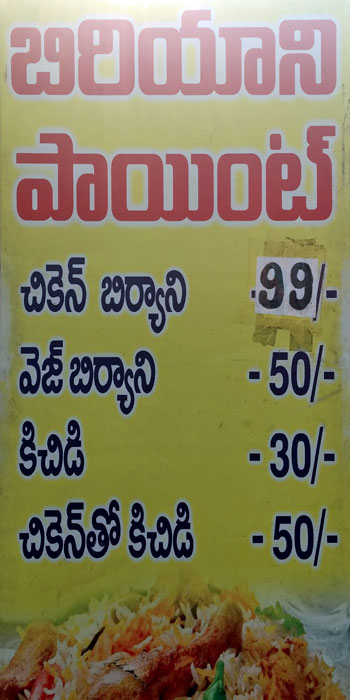 బిరియాని
పాయింట్
చికెన్ బిర్యాని -99/-
వెజ్ బిర్యాని - 50/-
కిచిడి - 30/-
చికెన్‌తో కిచిడి - 50/-